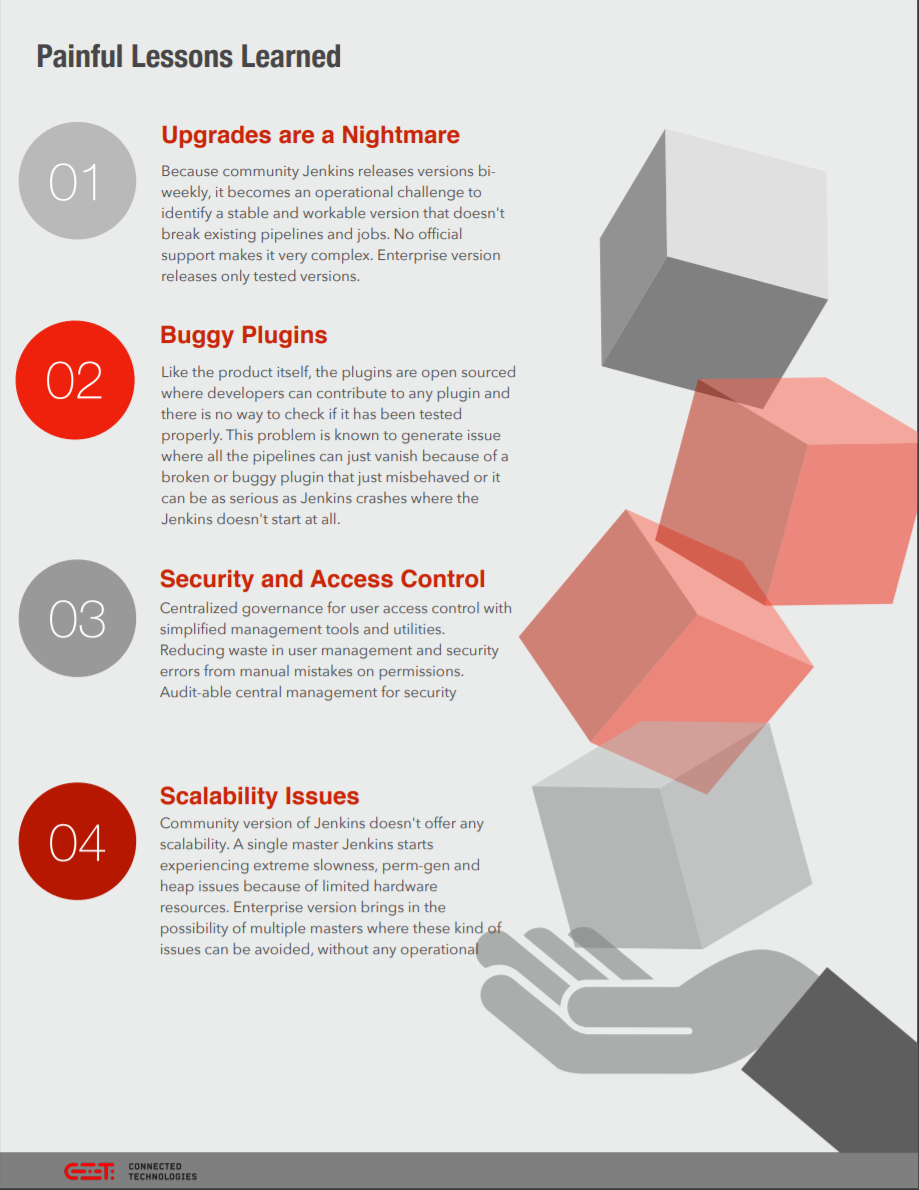 Painful Lessons Learned
01
Upgrades are a Nightmare
Because community Jenkins releases versions bi-
weekly, it becomes an operational challenge to
identify a stable and workable version that doesn't
break existing pipelines and jobs. No official
support makes it very complex. Enterprise version
releases only tested versions.
02
Buggy Plugins
Like the product itself, the plugins are open sourced
where developers can contribute to any plugin and
there is no way to check if it has been tested
properly. This problem is known to generate issue
where all the pipelines can just vanish because of a
broken or buggy plugin that just misbehaved or it
can be as serious as Jenkins crashes where the
Jenkins doesn't start at all.
03
Security and Access Control
Centralized governance for user access control with
simplified management tools and utilities.
Reducing waste in user management and security
errors from manual mistakes on permissions.
Audit-able central management for security
04
Scalability Issues
Community version of Jenkins doesn't offer any
scalability. A single master Jenkins starts
experiencing extreme slowness, perm-gen and
heap issues because of limited hardware
resources. Enterprise version brings in the
possibility of multiple masters where these kind of
issues can be avoided, without any operational
CONNECTED
TECHNOLOGIES